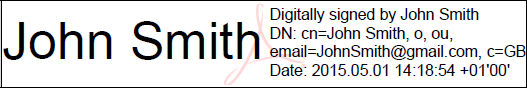 John Smith
Digitally signed by John Smith
DN: cn=John Smith, o, ou,
email=JohnSmith@gmail.com, c=GB
Date: 2015.05.01 14:18:54 +01'00'